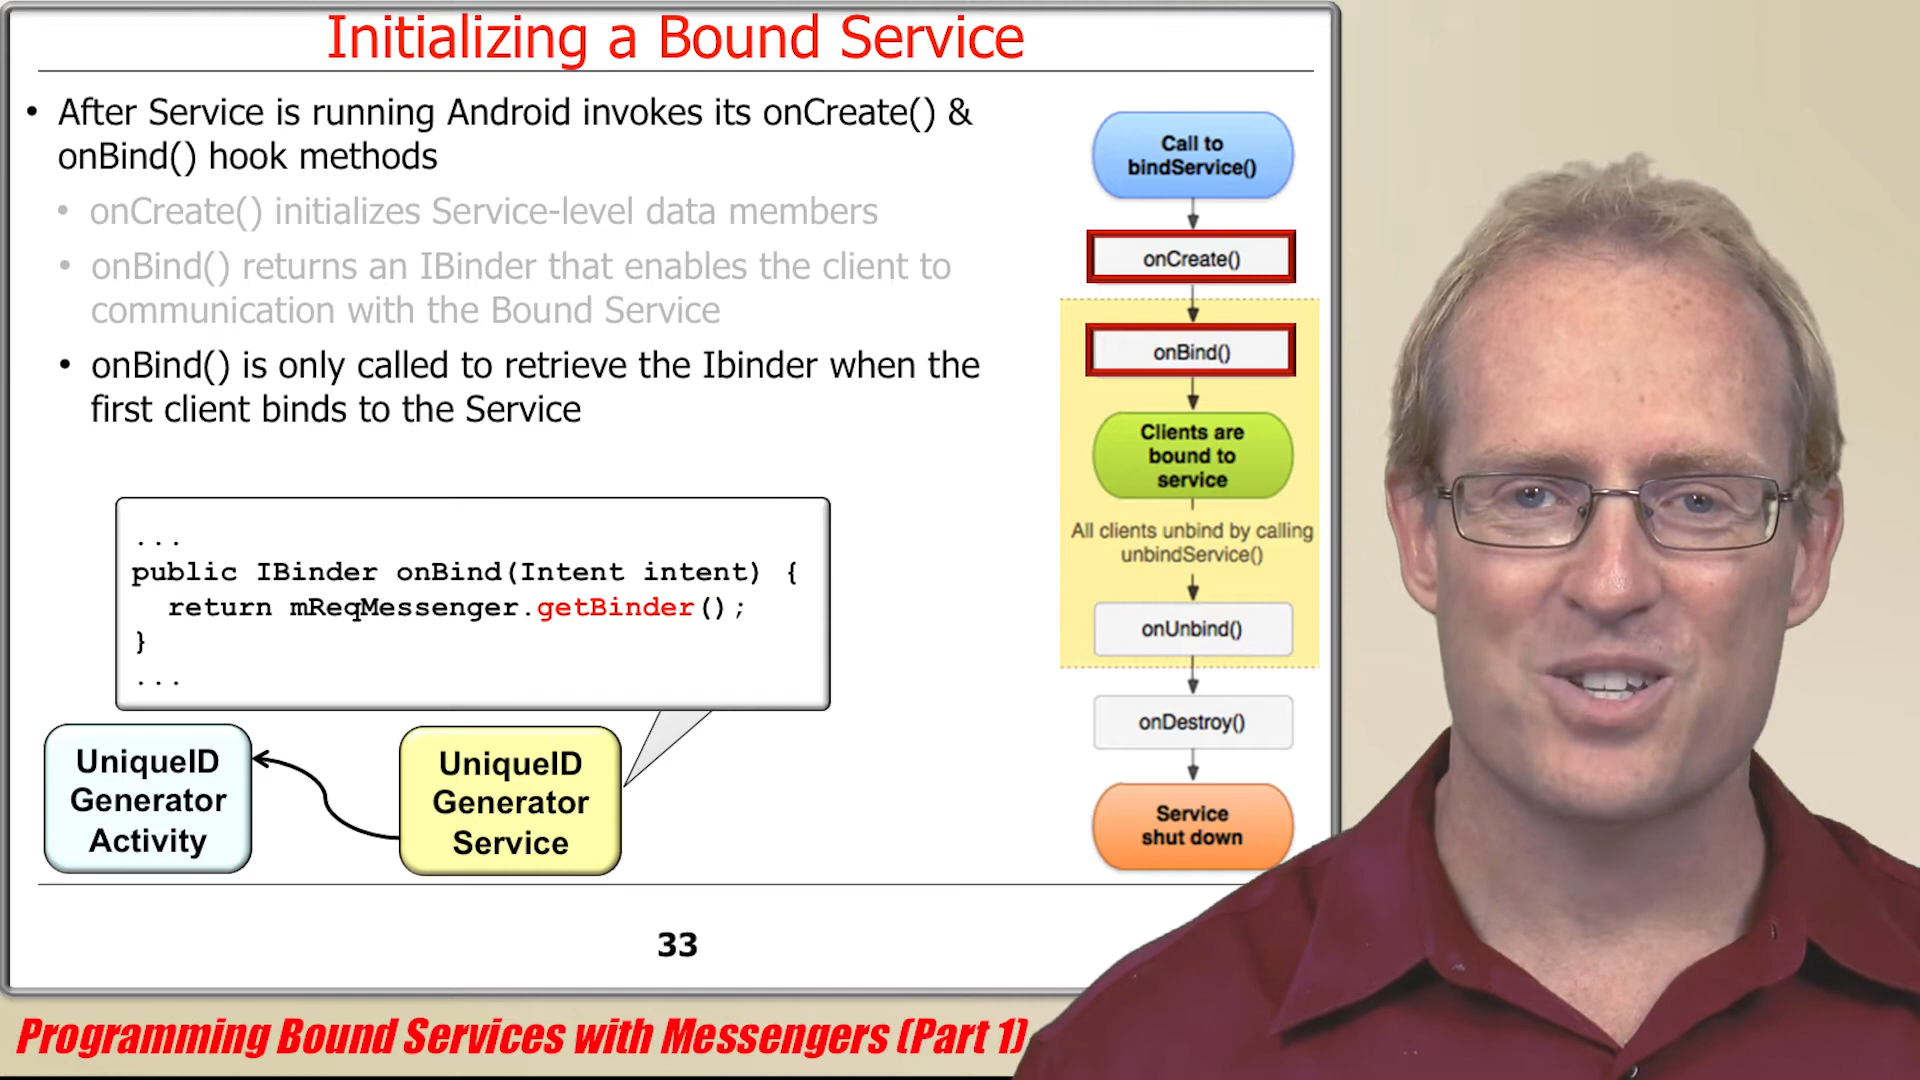 Initializing a Bound Service
• After Service is running Android invokes its onCreate() &
onBind() hook methods
• onCreate() initializes Service-level data members
• onBind() returns an IBinder that enables the client to
communication with the Bound Service
• onBind() is only called to retrieve the Ibinder when the
first client binds to the Service
...
public IBinder onBind(Intent intent) {
return mReqMessenger.getBinder();
}
...
UniqueID
Generator
Activity
UniqueID
Generator
Service
Call to
bindService()
onCreate()
onBind()
Clients are
bound to
service
All clients unbind by calling
unbindService()
onUnbind()
onDestroy()
Service
shut down
33
Programming Bound Services with Messengers (Part 1)